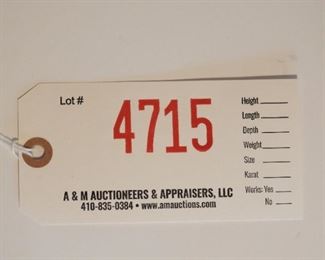 Lot #
4715
Height
Length
Depth
Weight
Size
Karat
Works: Yes
No
A & M AUCTIONEERS & APPRAISERS, LLC
410-835-0384 • www.amauctions.com